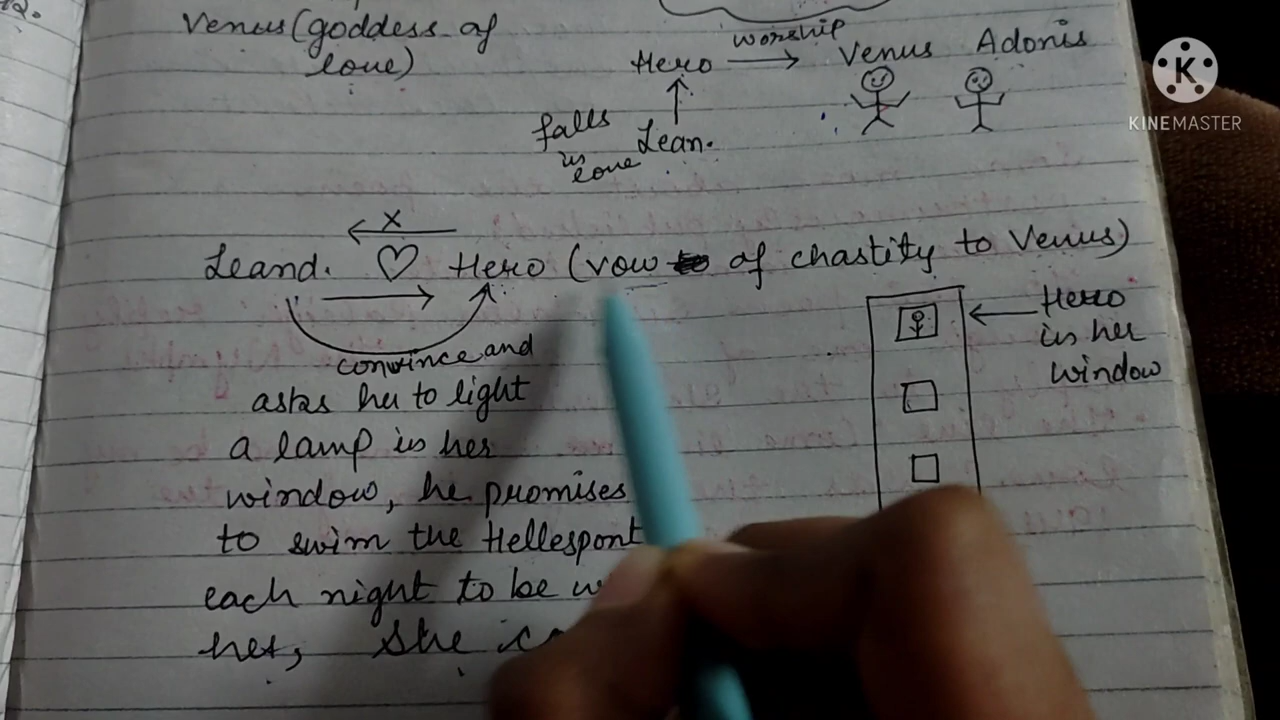 Venus (goddess of
love)
Hero worship → Venus Adonis
↑
falls
in
love
Lean.
← X
Leand. ♡ Hero (vow of chastity to Venus)
→
convince and
asks her to light
a lamp in her
window, he promises
to swim the Hellespont
each night to be
her, She
← Hero
in her
window
KINEMASTER